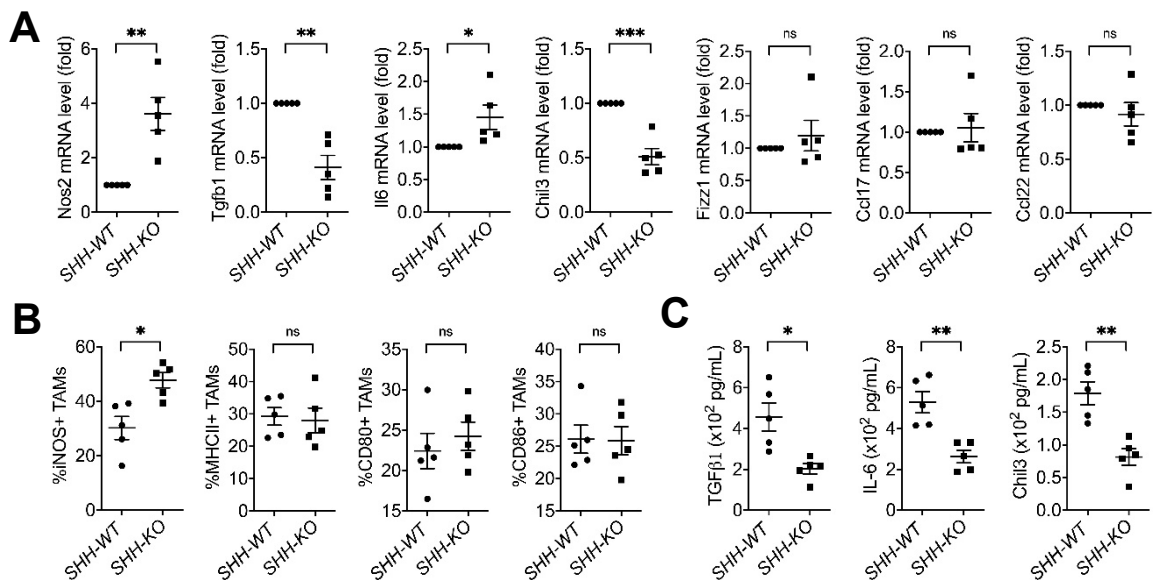 A
Nos2 mRNA level (fold)
6
4
2
0
**
SHH-WT
SHH-KO
Tgfb1 mRNA level (fold)
1.5
1.0
0.5
0.0
**
SHH-WT
SHH-KO
Il6 mRNA level (fold)
2.5
2.0
1.5
1.0
0.5
0.0
*
SHH-WT
SHH-KO
Chil3 mRNA level (fold)
1.5
1.0
0.5
0.0
***
SHH-WT
SHH-KO
Fizz1 mRNA level (fold)
2.5
2.0
1.5
1.0
0.5
0.0
ns
SHH-WT
SHH-KO
Ccl17 mRNA level (fold)
2.0
1.5
1.0
0.5
0.0
ns
SHH-WT
SHH-KO
Ccl22 mRNA level (fold)
1.5
1.0
0.5
0.0
ns
SHH-WT
SHH-KO
B
%iNOS+ TAMs
60
40
20
0
*
SHH-WT
SHH-KO
%MHCII+ TAMs
50
40
30
20
10
0
ns
SHH-WT
SHH-KO
%CD80+ TAMs
35
30
25
20
15
ns
SHH-WT
SHH-KO
%CD86+ TAMs
40
35
30
25
20
15
ns
SHH-WT
SHH-KO
C
TGFβ1 (x10² pg/mL)
8
6
4
2
0
*
SHH-WT
SHH-KO
IL-6 (x10² pg/mL)
8
6
4
2
0
**
SHH-WT
SHH-KO
Chil3 (x10² pg/mL)
2.5
2.0
1.5
1.0
0.5
0.0
**
SHH-WT
SHH-KO